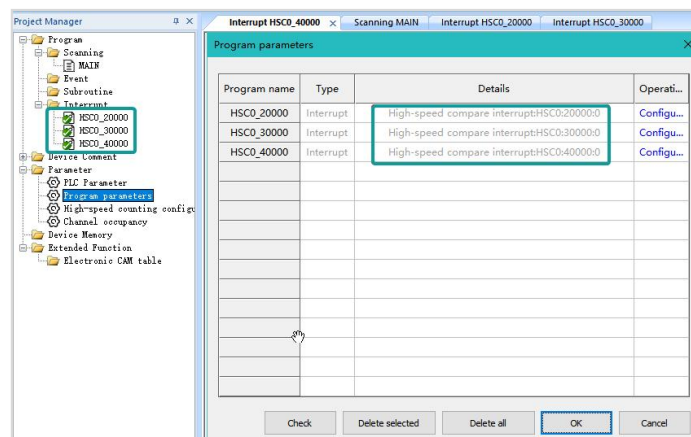 Project Manager
Program
Scanning
MAIN
Event
Subroutine
Interrupt
HSC0_20000
HSC0_30000
HSC0_40000
Device Comment
Parameter
PLC Parameter
Program parameters
High-speed counting configu
Channel occupancy
Device Memory
Extended Function
Electronic CAM table
Interrupt HSC0_40000 × Scanning MAIN Interrupt HSC0_20000 Interrupt HSC0_30000
Program parameters
Program name Type Details Operati...
HSC0_20000 Interrupt High-speed compare interrupt:HSC0:20000:0 Configu...
HSC0_30000 Interrupt High-speed compare interrupt:HSC0:30000:0 Configu...
HSC0_40000 Interrupt High-speed compare interrupt:HSC0:40000:0 Configu...
Check Delete selected Delete all OK Cancel